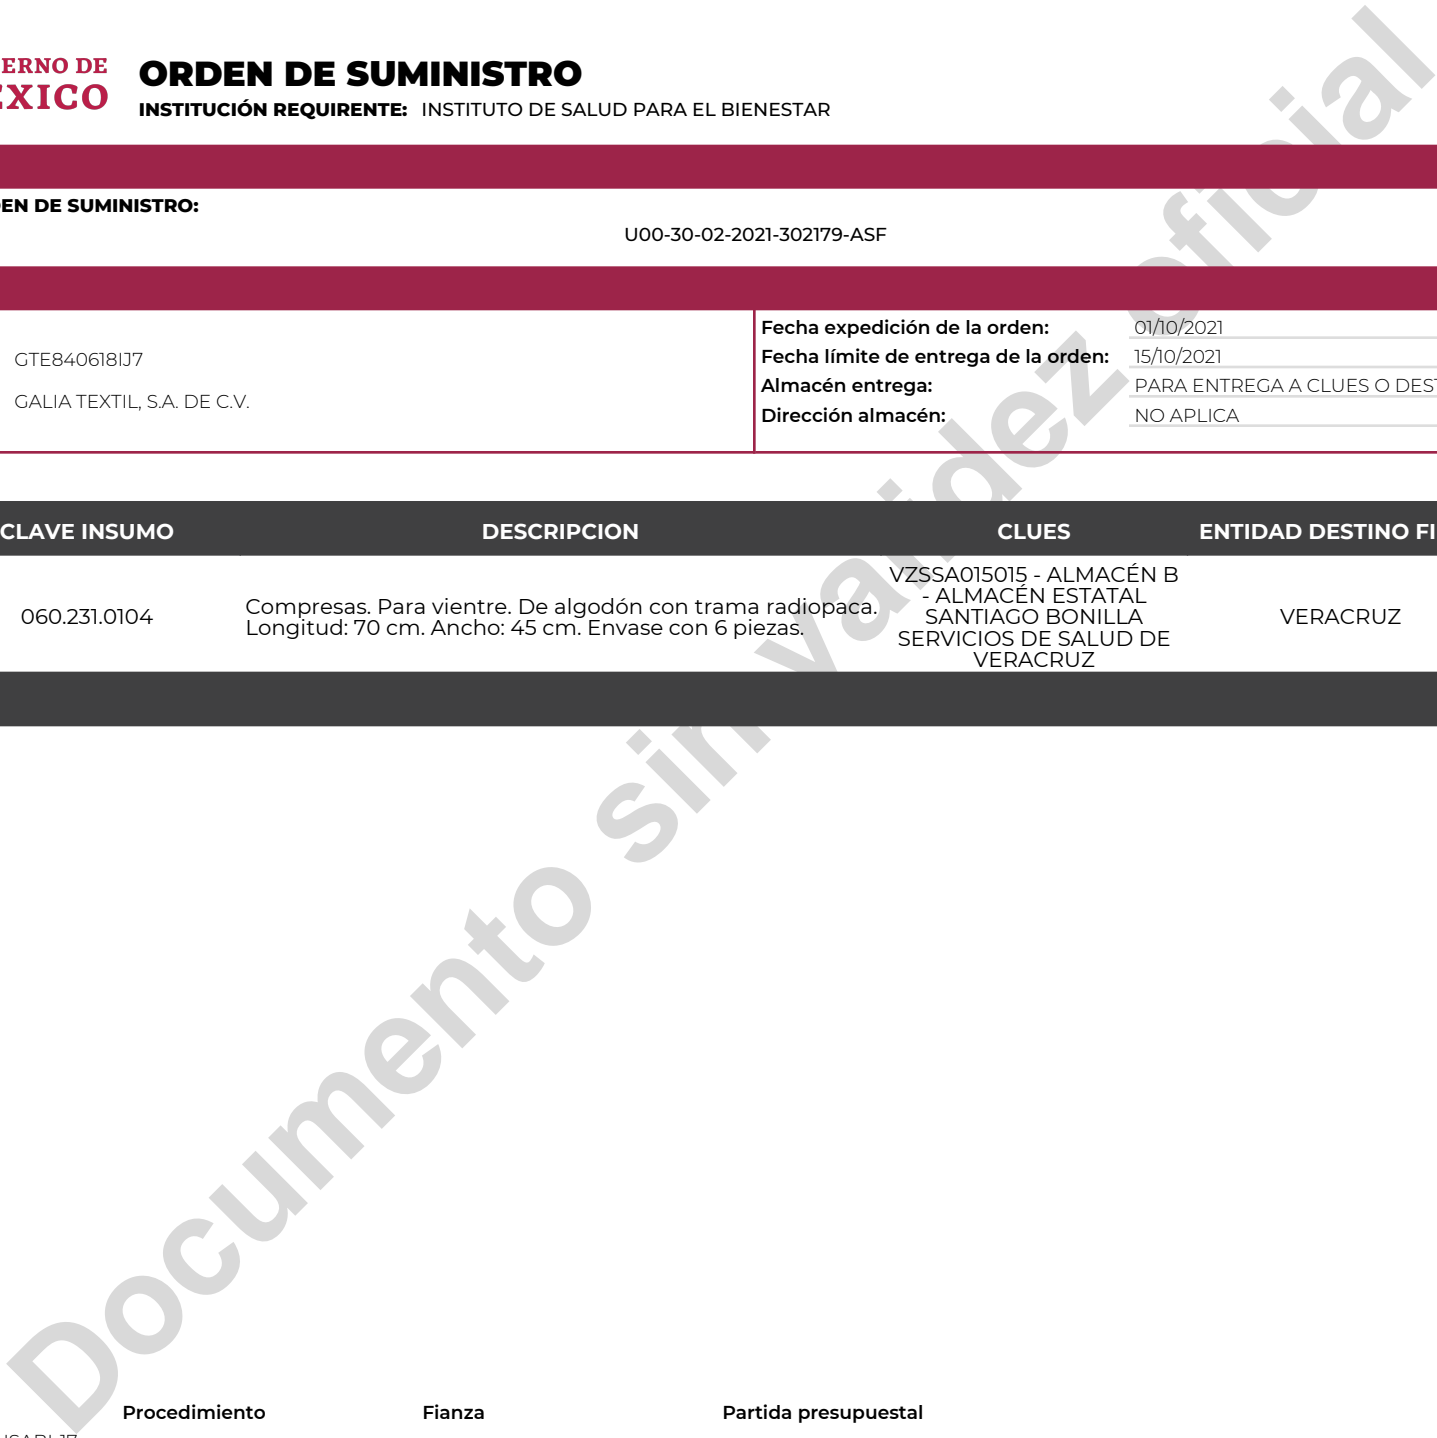 ERNO DE
EXICO
ORDEN DE SUMINISTRO
INSTITUCIÓN REQUIRENTE: INSTITUTO DE SALUD PARA EL BIENESTAR
EN DE SUMINISTRO:
U00-30-02-2021-302179-ASF
GTE840618IJ7
GALIA TEXTIL, S.A. DE C.V.
Fecha expedición de la orden: 01/10/2021
Fecha límite de entrega de la orden: 15/10/2021
Almacén entrega: PARA ENTREGA A CLUES O DEST
Dirección almacén: NO APLICA
CLAVE INSUMO DESCRIPCION CLUES ENTIDAD DESTINO FI
060.231.0104
Compresas. Para vientre. De algodón con trama radiopaca.
Longitud: 70 cm. Ancho: 45 cm. Envase con 6 piezas.
VZSSA015015 - ALMACÉN B
- ALMACÉN ESTATAL
SANTIAGO BONILLA
SERVICIOS DE SALUD DE
VERACRUZ
VERACRUZ
Documento sin validez oficial
Procedimiento Fianza Partida presupuestal